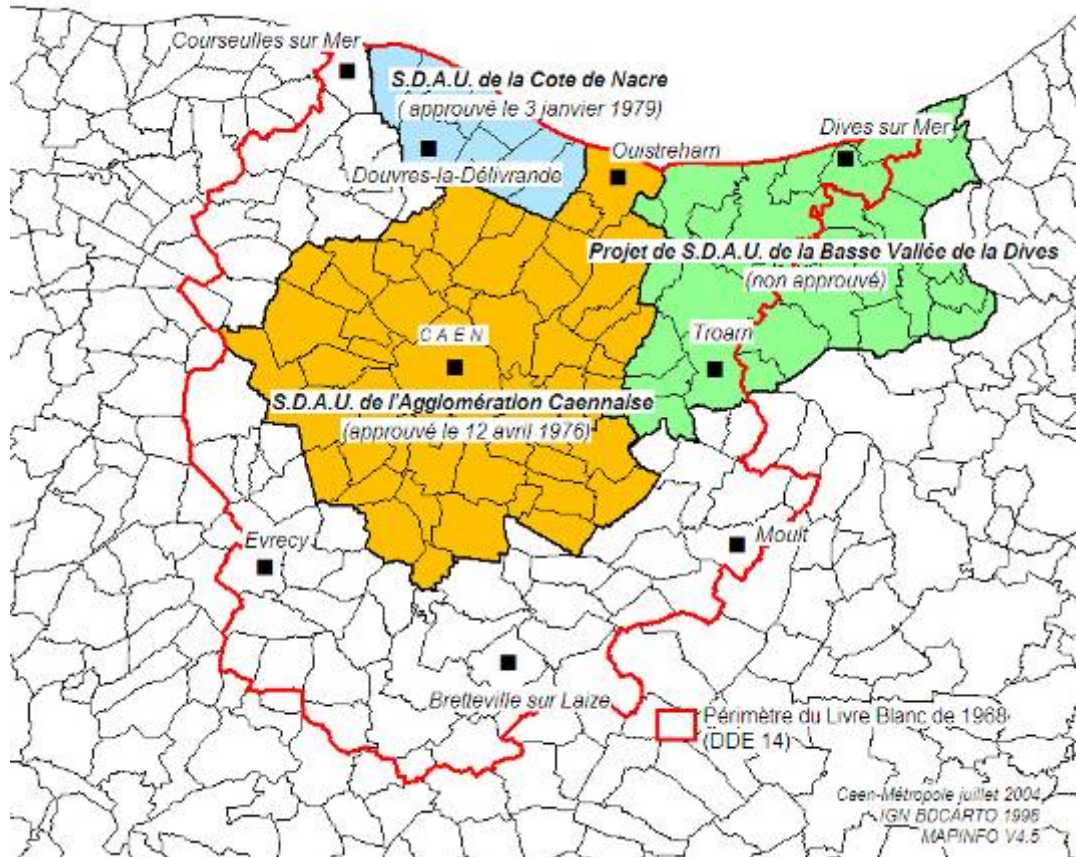 Courseulles sur Mer
S.D.A.U. de la Cote de Nacre
( approuvé le 3 janvier 1979)
Dives sur Mer
Ouistreham
Douvres-la-Délivrande
Projet de S.D.A.U. de la Basse Vallée de la Dives
(non approuvé)
CAEN
Troarn
S.D.A.U. de l'Agglomération Caennaise
(approuvé le 12 avril 1976)
Evrecy
Moult
Bretteville sur Laize
Périmètre du Livre Blanc de 1968
(DDE 14)
Caen-Métropole juillet 2004
IGN BDCARTO 1996
MAPINFO V4.5